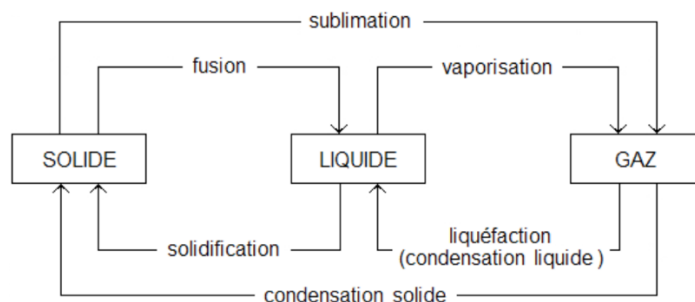 sublimation
fusion
vaporisation
SOLIDE
LIQUIDE
GAZ
solidification
liquéfaction
(condensation liquide )
condensation solide